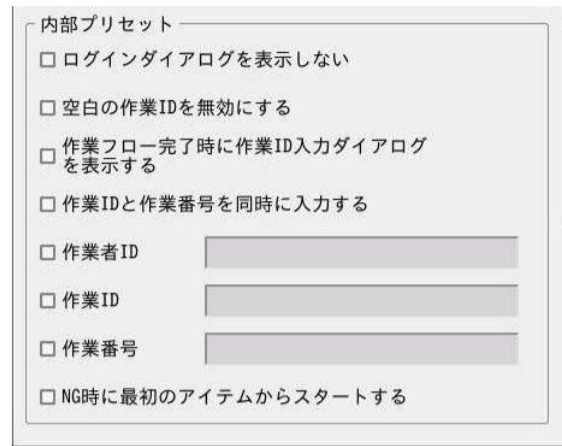 内部プリセット
ログインダイアログを表示しない
空白の作業IDを無効にする
作業フロー完了時に作業ID入力ダイアログ
を表示する
作業IDと作業番号を同時に入力する
作業者ID
作業ID
作業番号
NG時に最初のアイテムからスタートする